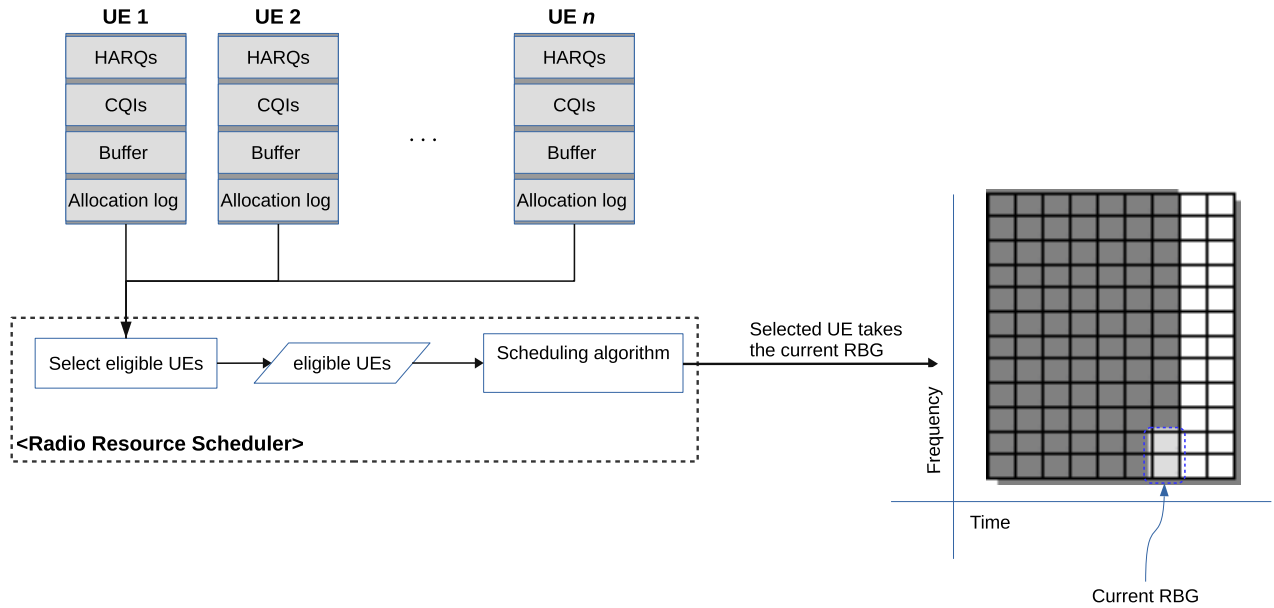 UE 1
UE 2
UE n
HARQs
HARQs
HARQs
CQIs
CQIs
CQIs
. . .
Buffer
Buffer
Buffer
Allocation log
Allocation log
Allocation log
Select eligible UEs
eligible UEs
Scheduling algorithm
<Radio Resource Scheduler>
Selected UE takes
the current RBG
Frequency
Time
Current RBG